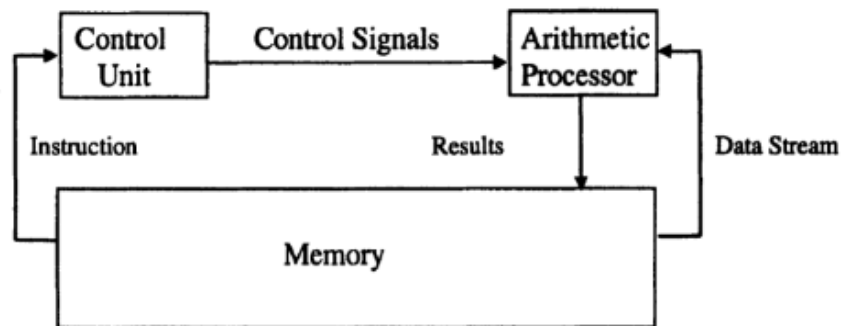 Control
Unit
Control Signals
Arithmetic
Processor
Instruction
Results
Data Stream
Memory